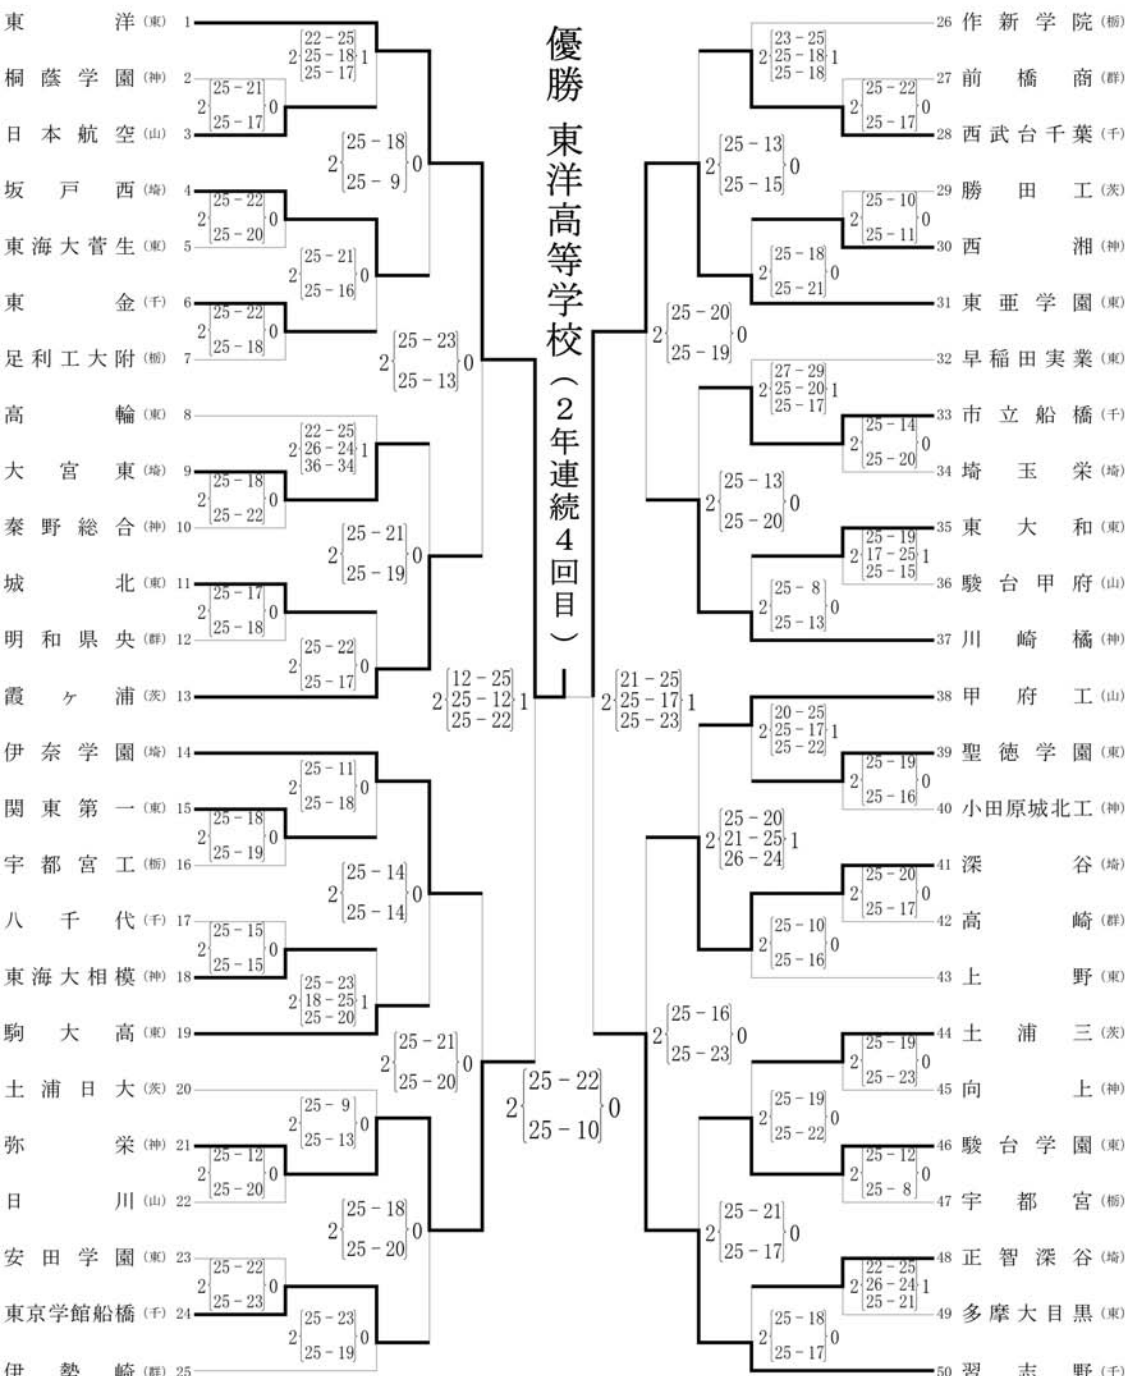 優勝 東洋高等学校（２年連続４回目）
東洋(東) 1
桐蔭学園(神) 2
日本航空(山) 3
坂戸西(埼) 4
東海大菅生(東) 5
東金(千) 6
足利工大附(栃) 7
高輪(東) 8
大宮東(埼) 9
秦野総合(神) 10
城北(東) 11
明和県央(群) 12
霞ヶ浦(茨) 13
伊奈学園(埼) 14
関東第一(東) 15
宇都宮工(栃) 16
八千代(千) 17
東海大相模(神) 18
駒大高(東) 19
土浦日大(茨) 20
弥栄(神) 21
日川(山) 22
安田学園(東) 23
東京学館船橋(千) 24
伊勢崎(群) 25
2 22-25 1
25-18
25-17
2 25-21 0
25-17
2 25-18 0
25-9
2 25-22 0
25-20
2 25-21 0
25-16
2 25-22 0
25-18
2 25-23 0
25-13
2 22-25 1
26-24
36-34
2 25-18 0
25-22
2 25-21 0
25-19
2 25-17 0
25-18
2 25-22 0
25-17
2 12-25 1
25-12
25-22
2 25-11 0
25-18
2 25-18 0
25-19
2 25-14 0
25-14
2 25-15 0
25-15
2 25-23 1
18-25
25-20
2 25-21 0
25-20
2 25-9 0
25-13
2 25-12 0
25-20
2 25-18 0
25-20
2 25-22 0
25-23
2 25-23 0
25-19
2 25-22 0
25-10
26 作新学院(栃)
27 前橋商(群)
28 西武台千葉(千)
29 勝田工(茨)
30 西湘(神)
31 東亜学園(東)
32 早稲田実業(東)
33 市立船橋(千)
34 埼玉栄(埼)
35 東大和(東)
36 駿台甲府(山)
37 川崎橘(神)
38 甲府工(山)
39 聖徳学園(東)
40 小田原城北工(神)
41 深谷(埼)
42 高崎(群)
43 上野(東)
44 土浦三(茨)
45 向上(神)
46 駿台学園(東)
47 宇都宮(栃)
48 正智深谷(埼)
49 多摩大目黒(東)
50 習志野(千)
2 23-25 1
25-18
25-18
2 25-22 0
25-17
2 25-13 0
25-15
2 25-10 0
25-11
2 25-18 0
25-21
2 25-20 0
25-19
2 27-29 1
25-20
25-17
2 25-14 0
25-20
2 25-13 0
25-20
2 25-19 1
17-25
25-15
2 25-8 0
25-13
2 21-25 1
25-17
25-23
2 20-25 1
25-17
25-22
2 25-19 0
25-16
2 25-20 1
21-25
26-24
2 25-20 0
25-17
2 25-10 0
25-16
2 25-16 0
25-23
2 25-19 0
25-23
2 25-19 0
25-22
2 25-12 0
25-8
2 25-21 0
25-17
2 22-25 1
26-24
25-21
2 25-18 0
25-17